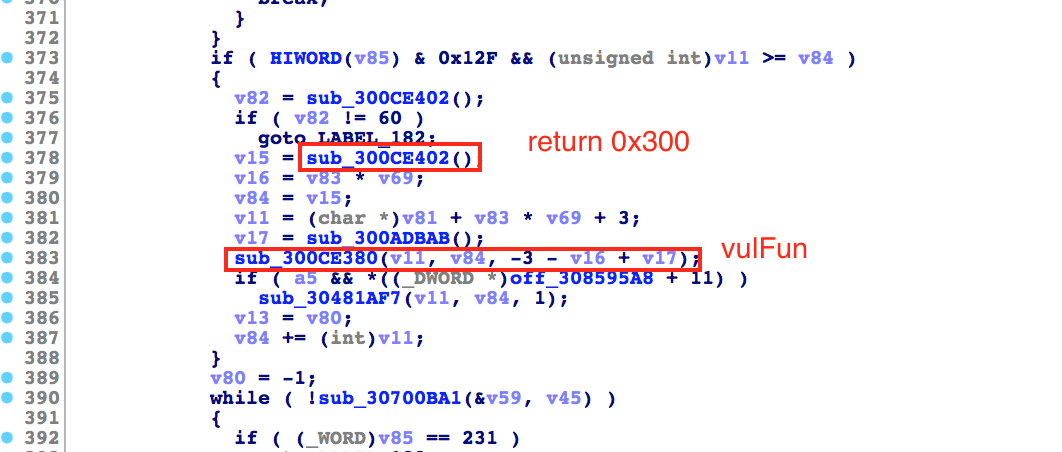 break;
371 }
372 }
373 if ( HIWORD(v85) & 0x12F && (unsigned int)v11 >= v84 )
374 {
375 v82 = sub_300CE402();
376 if ( v82 != 60 )
377 goto LABEL_182;
378 v15 = sub_300CE402() return 0x300
379 v16 = v83 * v69;
380 v84 = v15;
381 v11 = (char *)v81 + v83 * v69 + 3;
382 v17 = sub_300ADBAB();
383 sub_300CE380(v11, v84, -3 - v16 + v17); vulFun
384 if ( a5 && *((_DWORD *)off_308595A8 + 11) )
385 sub_30481AF7(v11, v84, 1);
386 v13 = v80;
387 v84 += (int)v11;
388 }
389 v80 = -1;
390 while ( !sub_30700BA1(&v59, v45) )
391 {
392 if ( (_WORD)v85 == 231 )